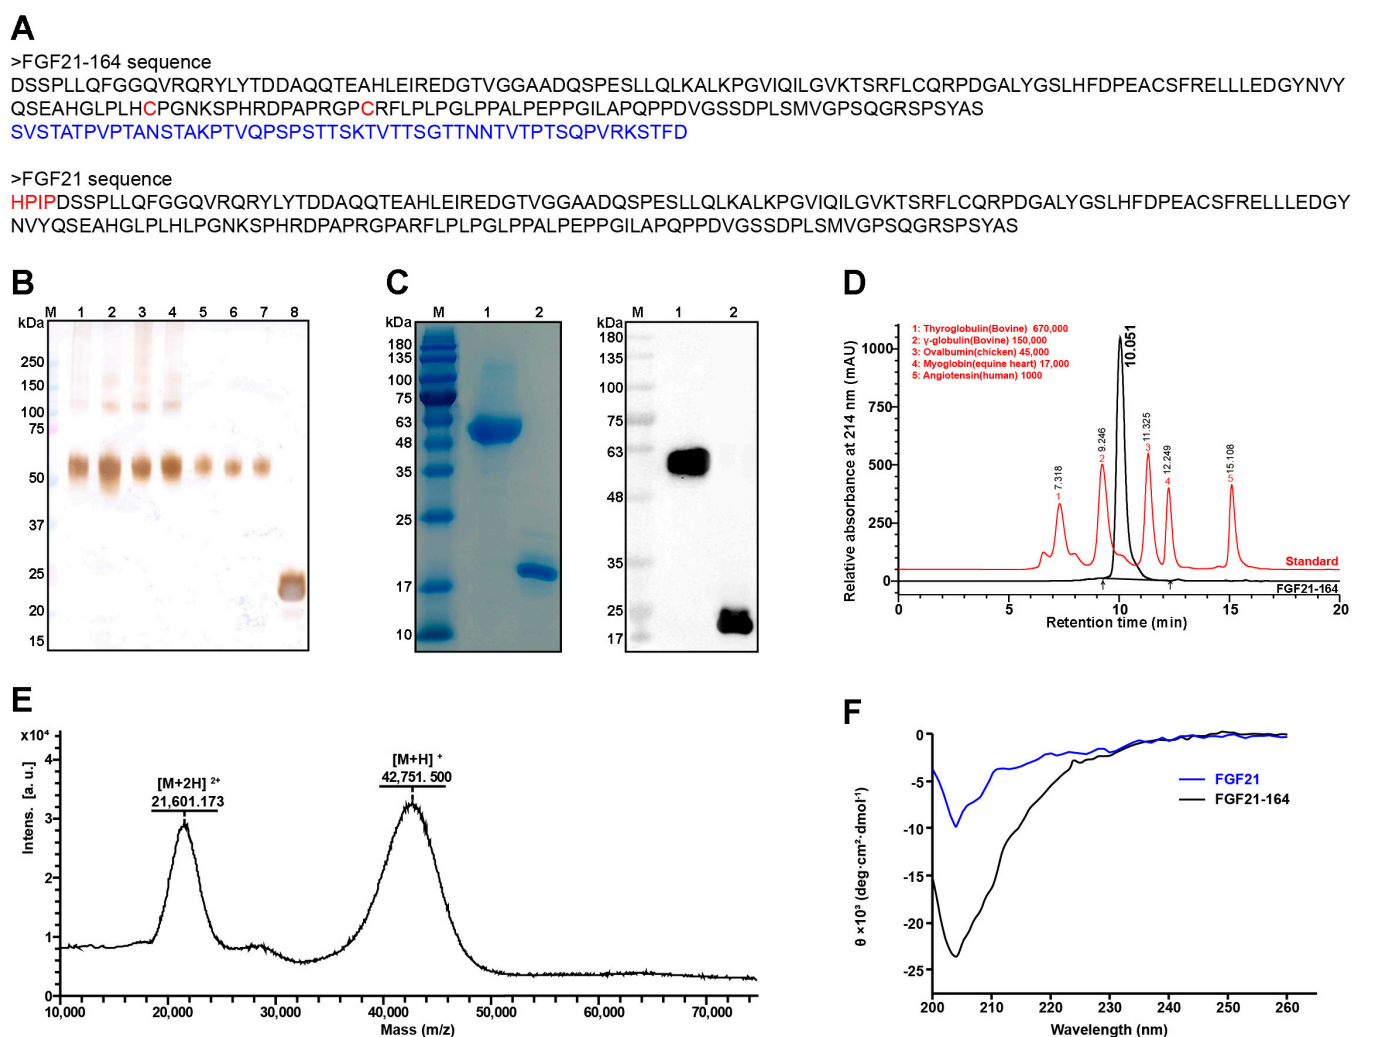 A
>FGF21-164 sequence
DSSPLLQFGGQVRQRYLYTDDAQQTEAHLEIREDGTVGGAADQSPESLLQLKALKPGVIQILGVKTSRFLCQRPDGALYGSLHFDPEACSFRELLLEDGYNVY
QSEAHGLPLHCPGNKSPHRDPAPRGPCRFLPLPGLPPALPEPPGILAPQPPDVGSSDPLSMVGPSQGRSPSYAS
SVSTATPVPTANSTAKPTVQPSPSTTSKTVTTSGTTNNTVTPTSQPVRKSTFD
>FGF21 sequence
HPIPDSSPLLQFGGQVRQRYLYTDDAQQTEAHLEIREDGTVGGAADQSPESLLQLKALKPGVIQILGVKTSRFLCQRPDGALYGSLHFDPEACSFRELLLEDGY
NVYQSEAHGLPLHLPGNKSPHRDPAPRGPARFLPLPGLPPALPEPPGILAPQPPDVGSSDPLSMVGPSQGRSPSYAS
B
M 1 2 3 4 5 6 7 8
kDa
250
150
100
75
50
37
25
20
15
C
M 1 2
kDa
180
135
100
75
63
48
35
25
17
10
M 1 2
kDa
180
135
100
75
63
48
35
25
17
D
1: Thyroglobulin(Bovine) 670,000
2: γ-globulin(Bovine) 150,000
3: Ovalbumin(chicken) 45,000
4: Myoglobin(equine heart) 17,000
5: Angiotensin(human) 1000
Relative absorbance at 214 nm (mAU)
1000
750
500
250
0
1 7.318
2 9.246
10.051
3 11.325
4 12.249
5 15.108
Standard
FGF21-164
0 5 10 15 20
Retention time (min)
E
x10⁴
Intens. [a. u.]
4
3
2
1
0
[M+2H] ²⁺
21,601.173
[M+H] ⁺
42,751. 500
10,000 20,000 30,000 40,000 50,000 60,000 70,000
Mass (m/z)
F
θ ×10³ (deg·cm²·dmol⁻¹)
0
-5
-10
-15
-20
-25
FGF21
FGF21-164
200 210 220 230 240 250 260
Wavelength (nm)